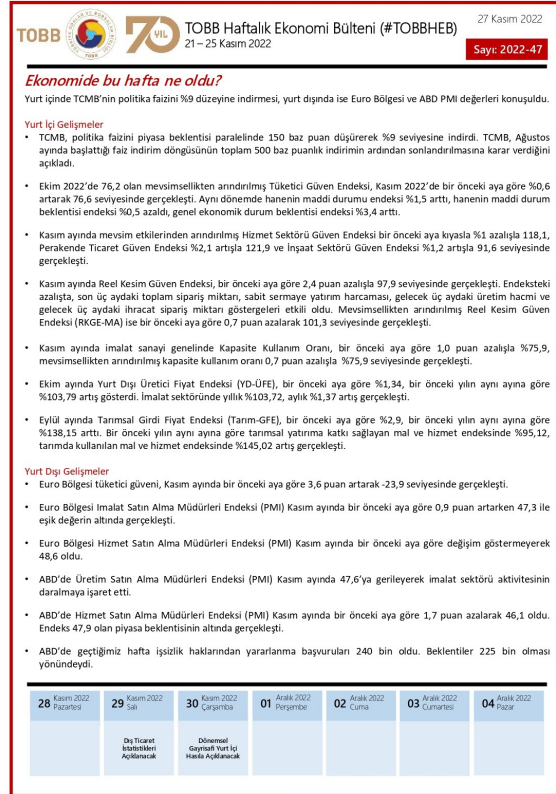 TOBB
70 YIL
TOBB Haftalık Ekonomi Bülteni (#TOBBHEB)
21 – 25 Kasım 2022
27 Kasım 2022
Sayı: 2022-47
Ekonomide bu hafta ne oldu?
Yurt içinde TCMB'nin politika faizini %9 düzeyine indirmesi, yurt dışında ise Euro Bölgesi ve ABD PMI değerleri konuşuldu.
Yurt İçi Gelişmeler
• TCMB, politika faizini piyasa beklentisi paralelinde 150 baz puan düşürerek %9 seviyesine indirdi. TCMB, Ağustos
ayında başlattığı faiz indirim döngüsünün toplam 500 baz puanlık indirimin ardından sonlandırılmasına karar verdiğini
açıkladı.
• Ekim 2022'de 76,2 olan mevsimsellikten arındırılmış Tüketici Güven Endeksi, Kasım 2022'de bir önceki aya göre %0,6
artarak 76,6 seviyesinde gerçekleşti. Aynı dönemde hanenin maddi durumu endeksi %1,5 arttı, hanenin maddi durum
beklentisi endeksi %0,5 azaldı, genel ekonomik durum beklentisi endeksi %3,4 arttı.
• Kasım ayında mevsim etkilerinden arındırılmış Hizmet Sektörü Güven Endeksi bir önceki aya kıyasla %1 azalışla 118,1,
Perakende Ticaret Güven Endeksi %2,1 artışla 121,9 ve İnşaat Sektörü Güven Endeksi %1,2 artışla 91,6 seviyesinde
gerçekleşti.
• Kasım ayında Reel Kesim Güven Endeksi, bir önceki aya göre 2,4 puan azalışla 97,9 seviyesinde gerçekleşti. Endeksteki
azalışta, son üç aydaki toplam sipariş miktarı, sabit sermaye yatırım harcaması, gelecek üç aydaki üretim hacmi ve
gelecek üç aydaki ihracat sipariş miktarı göstergeleri etkili oldu. Mevsimsellikten arındırılmış Reel Kesim Güven
Endeksi (RKGE-MA) ise bir önceki aya göre 0,7 puan azalarak 101,3 seviyesinde gerçekleşti.
• Kasım ayında imalat sanayi genelinde Kapasite Kullanım Oranı, bir önceki aya göre 1,0 puan azalışla %75,9,
mevsimsellikten arındırılmış kapasite kullanım oranı 0,7 puan azalışla %75,9 seviyesinde gerçekleşti.
• Ekim ayında Yurt Dışı Üretici Fiyat Endeksi (YD-ÜFE), bir önceki aya göre %1,34, bir önceki yılın aynı ayına göre
%103,79 artış gösterdi. İmalat sektöründe yıllık %103,72, aylık %1,37 artış gerçekleşti.
• Eylül ayında Tarımsal Girdi Fiyat Endeksi (Tarım-GFE), bir önceki aya göre %2,9, bir önceki yılın aynı ayına göre
%138,15 arttı. Bir önceki yılın aynı ayına göre tarımsal yatırıma katkı sağlayan mal ve hizmet endeksinde %95,12,
tarımda kullanılan mal ve hizmet endeksinde %145,02 artış gerçekleşti.
Yurt Dışı Gelişmeler
• Euro Bölgesi tüketici güveni, Kasım ayında bir önceki aya göre 3,6 puan artarak -23,9 seviyesinde gerçekleşti.
• Euro Bölgesi Imalat Satın Alma Müdürleri Endeksi (PMI) Kasım ayında bir önceki aya göre 0,9 puan artarken 47,3 ile
eşik değerin altında gerçekleşti.
• Euro Bölgesi Hizmet Satın Alma Müdürleri Endeksi (PMI) Kasım ayında bir önceki aya göre değişim göstermeyerek
48,6 oldu.
• ABD'de Üretim Satın Alma Müdürleri Endeksi (PMI) Kasım ayında 47,6'ya gerileyerek imalat sektörü aktivitesinin
daralmaya işaret etti.
• ABD'de Hizmet Satın Alma Müdürleri Endeksi (PMI) Kasım ayında bir önceki aya göre 1,7 puan azalarak 46,1 oldu.
Endeks 47,9 olan piyasa beklentisinin altında gerçekleşti.
• ABD'de geçtiğimiz hafta işsizlik haklarından yararlanma başvuruları 240 bin oldu. Beklentiler 225 bin olması
yönündeydi.
28 Kasım 2022 Pazartesi
29 Kasım 2022 Salı
30 Kasım 2022 Çarşamba
01 Aralık 2022 Perşembe
02 Aralık 2022 Cuma
03 Aralık 2022 Cumartesi
04 Aralık 2022 Pazar
Dış Ticaret
İstatistikleri
Açıklanacak
Dönemsel
Gayrisafi Yurt İçi
Hasıla Açıklanacak